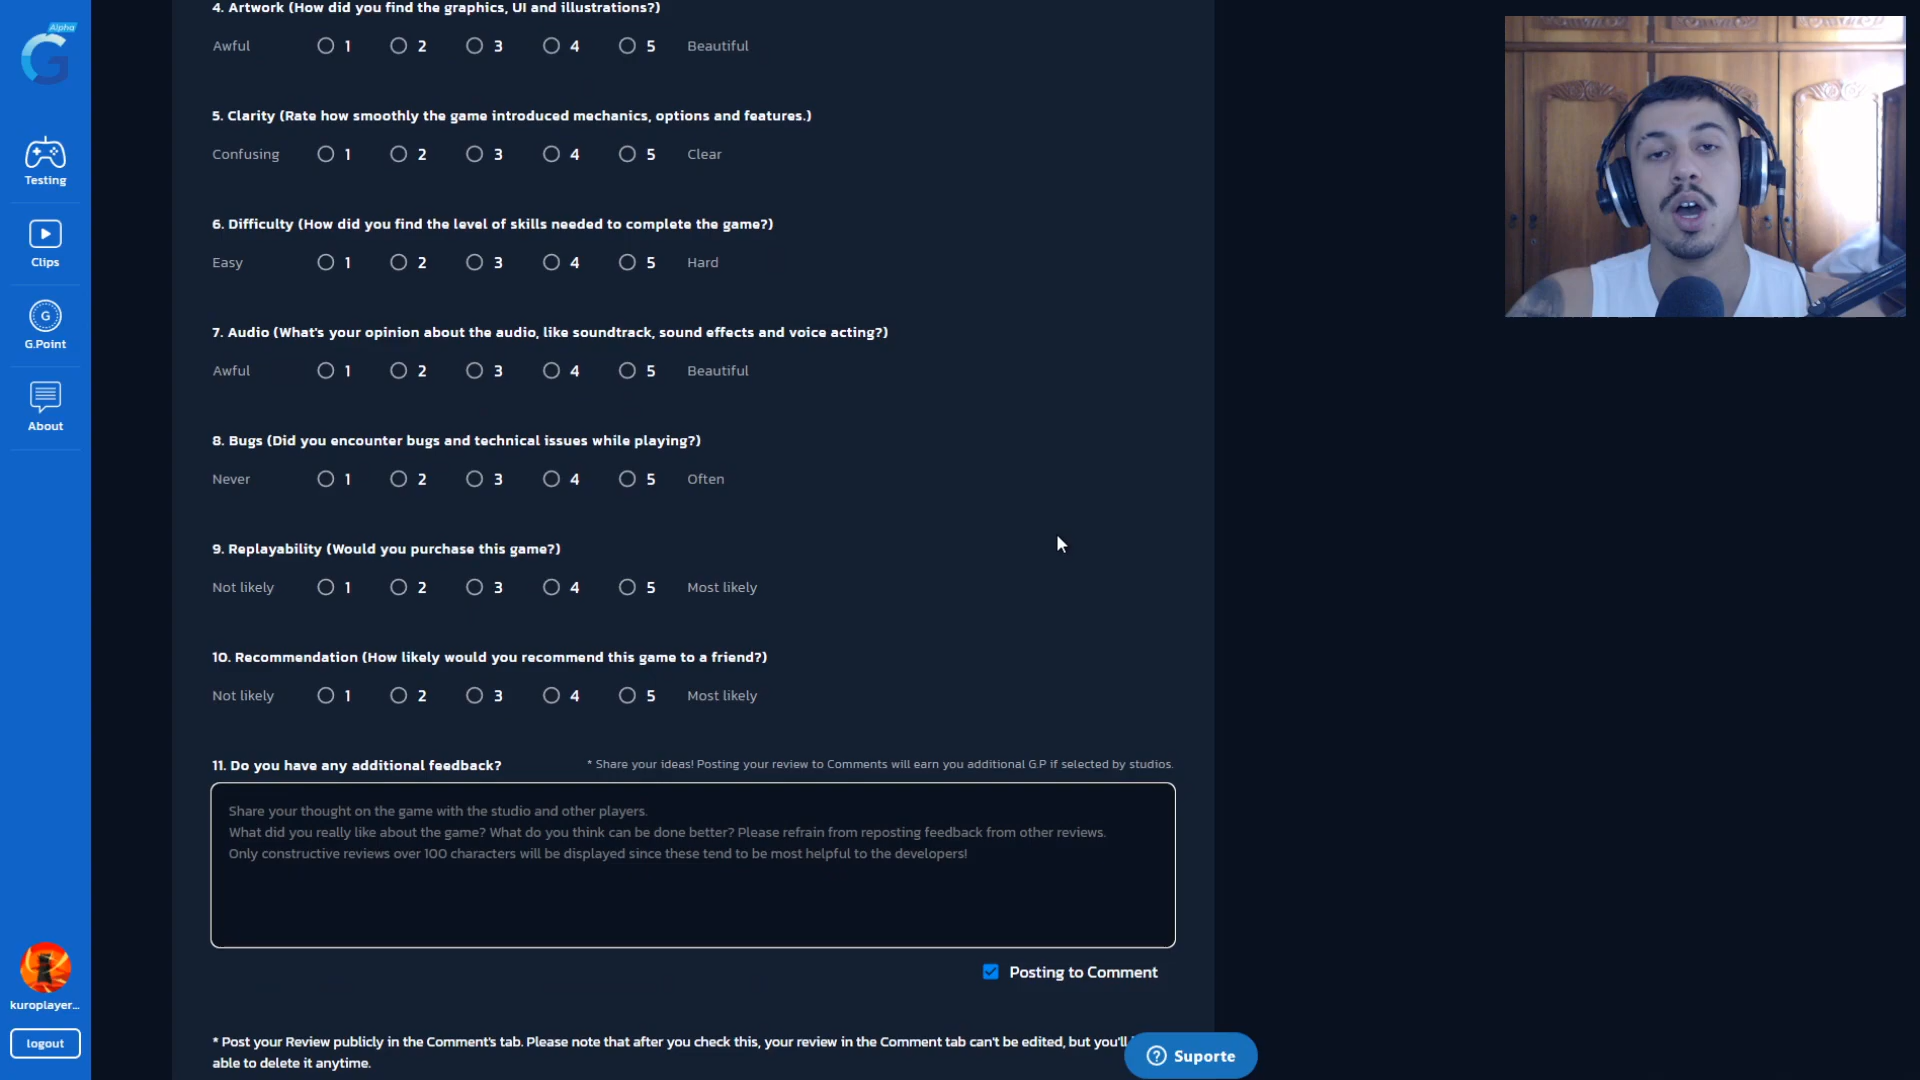 Alpha
G
Testing
Clips
G
G.Point
About
kuroplayer...
logout
4. Artwork (How did you find the graphics, UI and illustrations?)
Awful 1 2 3 4 5 Beautiful
5. Clarity (Rate how smoothly the game introduced mechanics, options and features.)
Confusing 1 2 3 4 5 Clear
6. Difficulty (How did you find the level of skills needed to complete the game?)
Easy 1 2 3 4 5 Hard
7. Audio (What's your opinion about the audio, like soundtrack, sound effects and voice acting?)
Awful 1 2 3 4 5 Beautiful
8. Bugs (Did you encounter bugs and technical issues while playing?)
Never 1 2 3 4 5 Often
9. Replayability (Would you purchase this game?)
Not likely 1 2 3 4 5 Most likely
10. Recommendation (How likely would you recommend this game to a friend?)
Not likely 1 2 3 4 5 Most likely
11. Do you have any additional feedback? * Share your ideas! Posting your review to Comments will earn you additional G.P if selected by studios.
Share your thought on the game with the studio and other players.
What did you really like about the game? What do you think can be done better? Please refrain from reposting feedback from other reviews.
Only constructive reviews over 100 characters will be displayed since these tend to be most helpful to the developers!
Posting to Comment
* Post your Review publicly in the Comment's tab. Please note that after you check this, your review in the Comment tab can't be edited, but you'll
able to delete it anytime.
Suporte